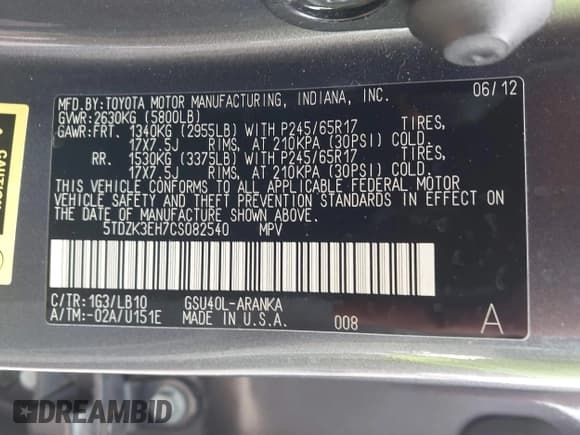 MFD.BY:TOYOTA MOTOR MANUFACTURING, INDIANA, INC. 06/12
GVWR:2630KG (5800LB)
GAWR:FRT. 1340KG (2955LB) WITH P245/65R17 TIRES,
17X7.5J RIMS, AT 210KPA (30PSI) COLD.
RR. 1530KG (3375LB) WITH P245/65R17 TIRES,
17X7.5J RIMS, AT 210KPA (30PSI) COLD.
THIS VEHICLE CONFORMS TO ALL APPLICABLE FEDERAL MOTOR
VEHICLE SAFETY AND THEFT PREVENTION STANDARDS IN EFFECT ON
THE DATE OF MANUFACTURE SHOWN ABOVE.
5TDZK3EH7CS082540 MPV
C/TR:1G3/LB10 GSU40L-ARANKA
A/TM:-02A/U151E MADE IN U.S.A. 008 A
CAUTION
DREAMBID